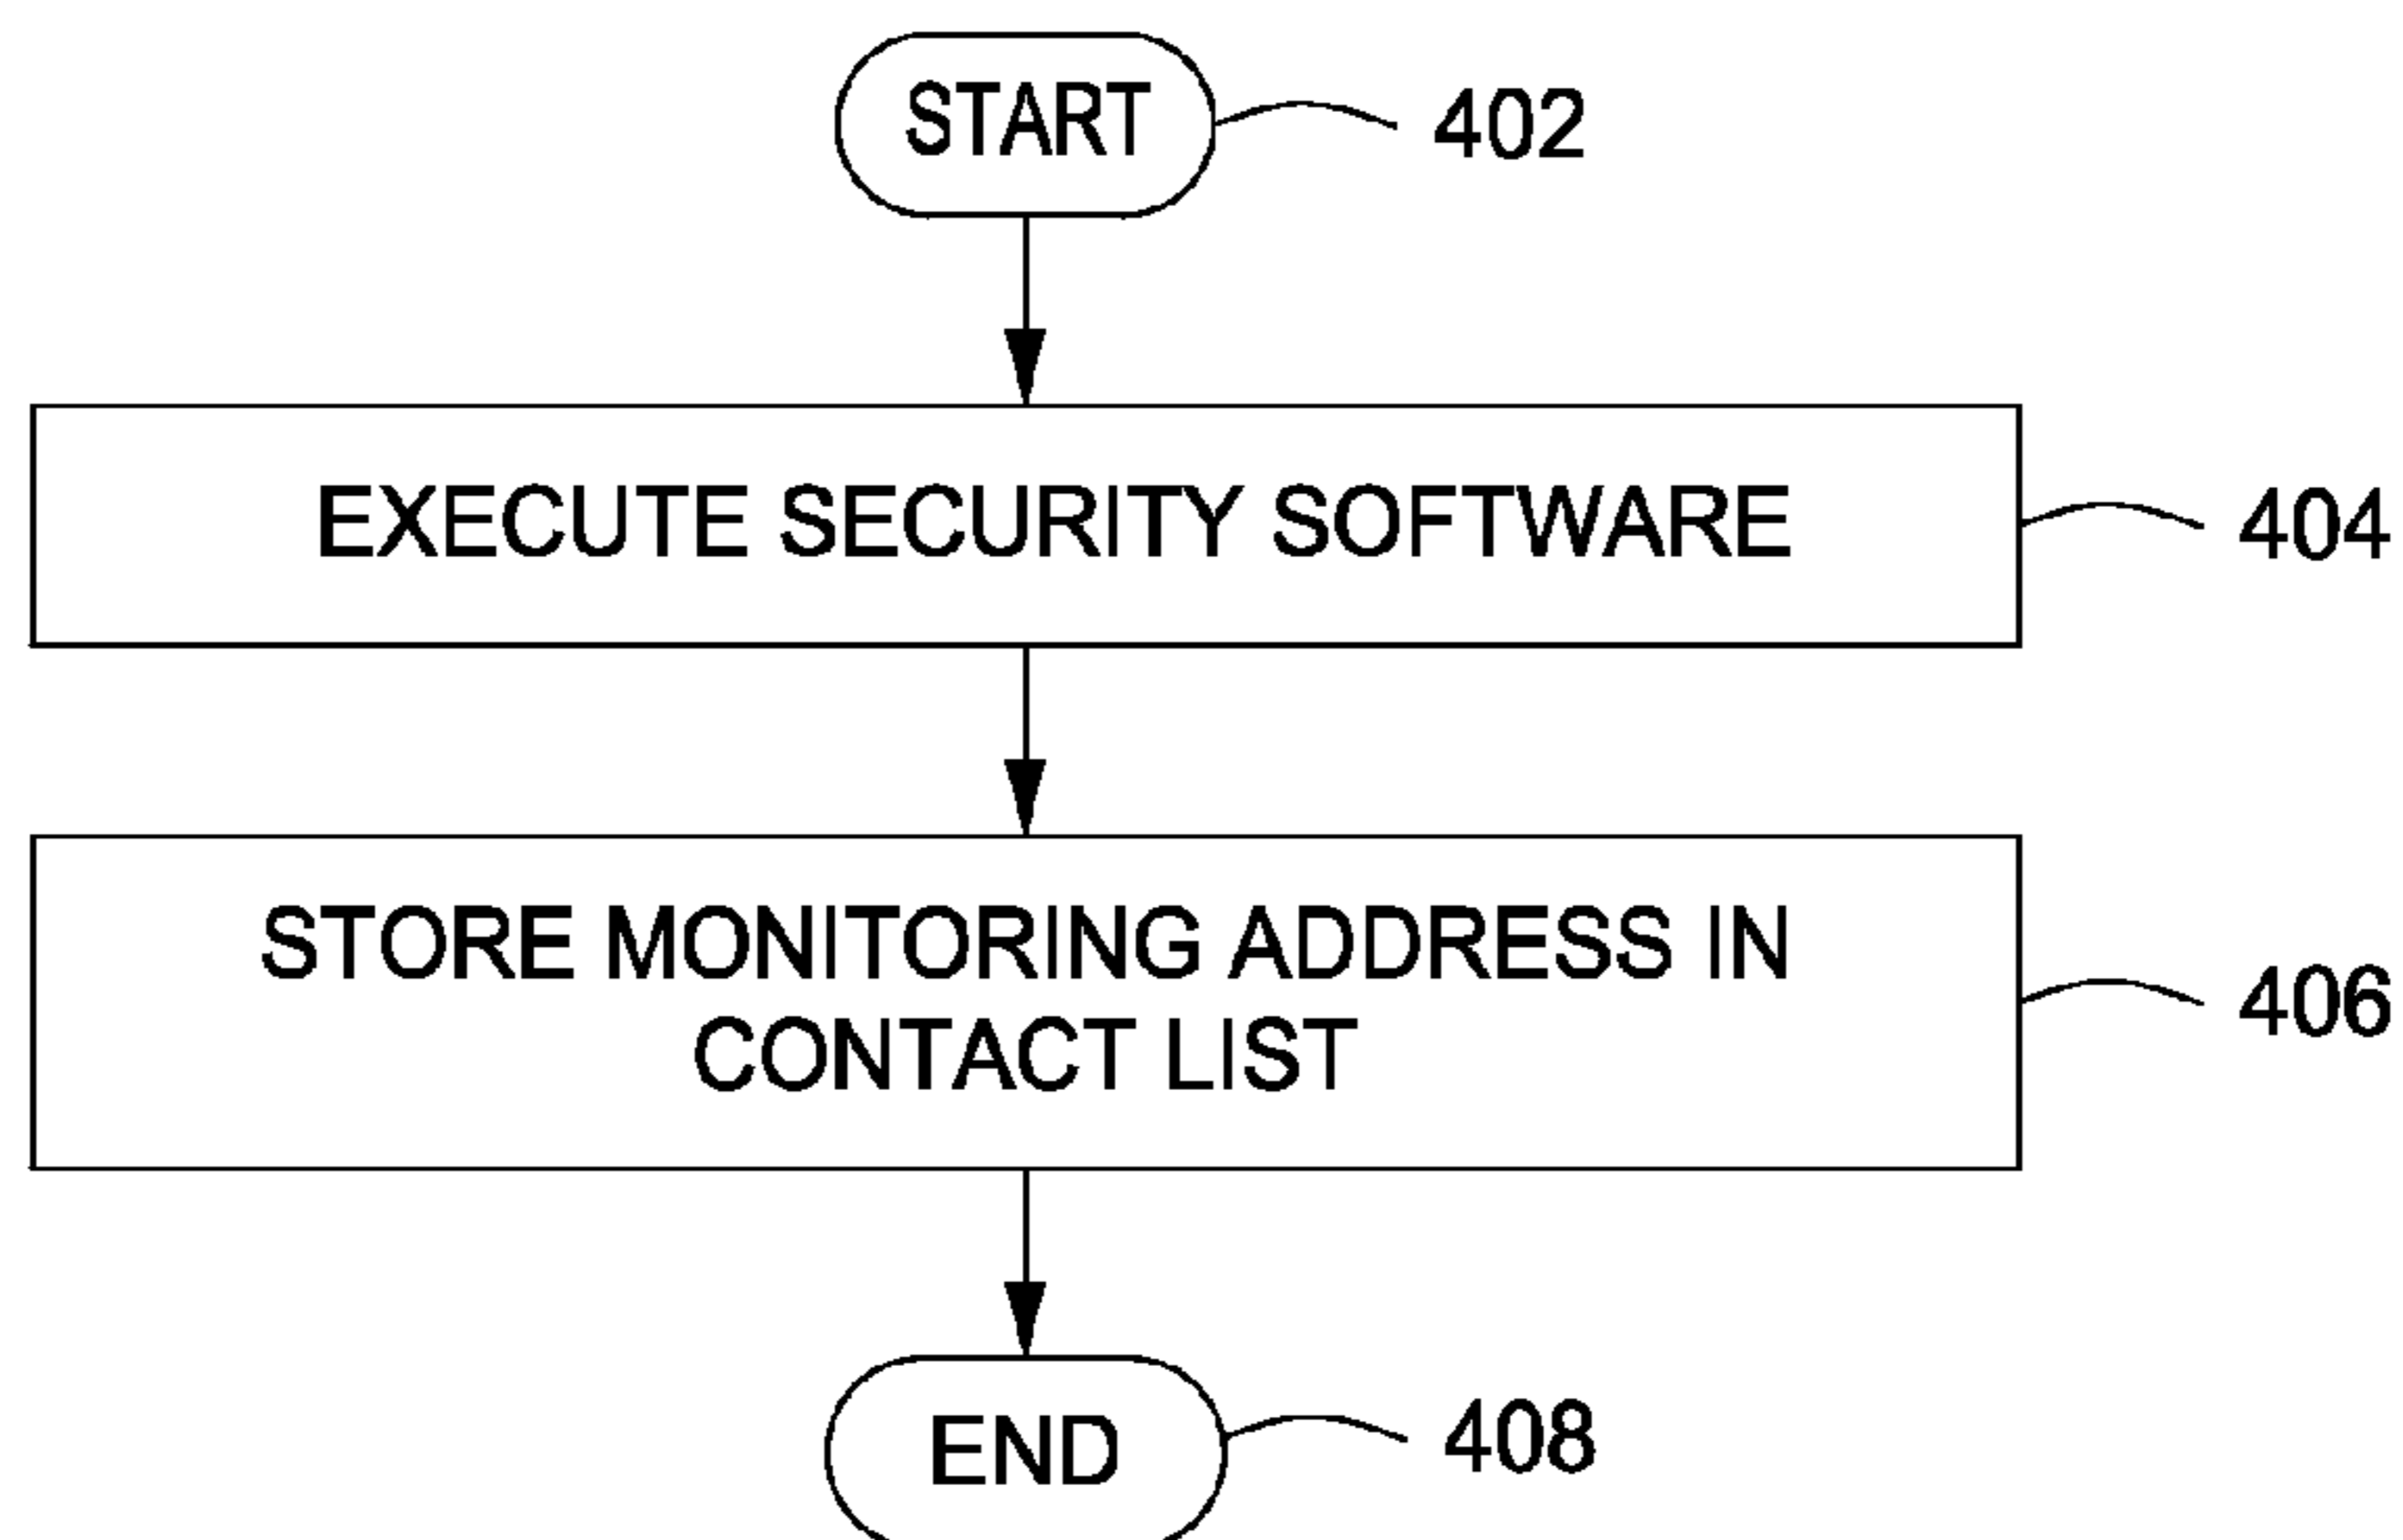 START
402
EXECUTE SECURITY SOFTWARE
404
STORE MONITORING ADDRESS IN
CONTACT LIST
406
END
408